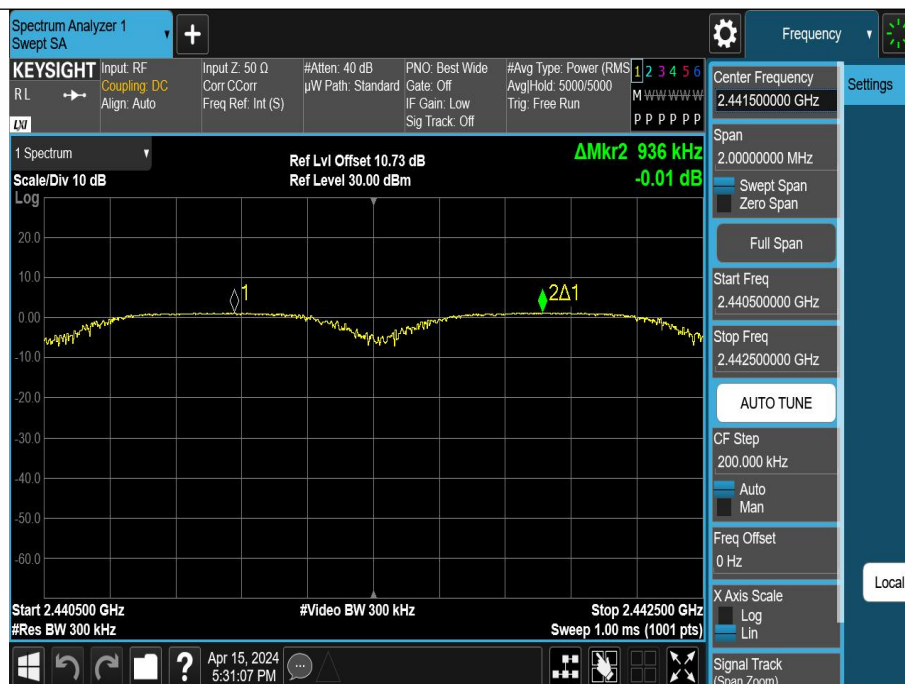 Spectrum Analyzer 1
Swept SA
Frequency
KEYSIGHT
RL
LXI
Input: RF
Coupling: DC
Align: Auto
Input Z: 50 Ω
Corr CCorr
Freq Ref: Int (S)
#Atten: 40 dB
µW Path: Standard
PNO: Best Wide
Gate: Off
IF Gain: Low
Sig Track: Off
#Avg Type: Power (RMS
Avg|Hold: 5000/5000
Trig: Free Run
1 2 3 4 5 6
M W W W W W
P P P P P P
Settings
1 Spectrum
Scale/Div 10 dB
Log
Ref Lvl Offset 10.73 dB
Ref Level 30.00 dBm
ΔMkr2 936 kHz
-0.01 dB
20.0
10.0
0.00
-10.0
-20.0
-30.0
-40.0
-50.0
-60.0
1
2Δ1
Start 2.440500 GHz
#Res BW 300 kHz
#Video BW 300 kHz
Stop 2.442500 GHz
Sweep 1.00 ms (1001 pts)
Center Frequency
2.441500000 GHz
Span
2.00000000 MHz
Swept Span
Zero Span
Full Span
Start Freq
2.440500000 GHz
Stop Freq
2.442500000 GHz
AUTO TUNE
CF Step
200.000 kHz
Auto
Man
Freq Offset
0 Hz
X Axis Scale
Log
Lin
Signal Track
(Span Zoom)
Local
?
Apr 15, 2024
5:31:07 PM